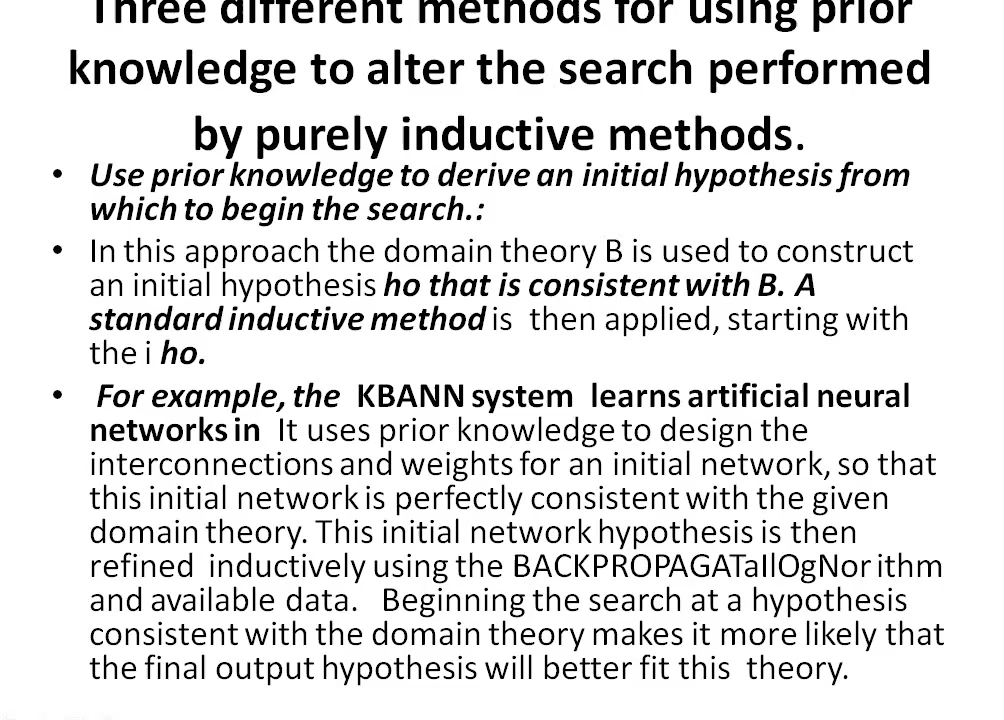 Three different methods for using prior
knowledge to alter the search performed
by purely inductive methods.
• Use prior knowledge to derive an initial hypothesis from
which to begin the search.:
• In this approach the domain theory B is used to construct
an initial hypothesis ho that is consistent with B. A
standard inductive method is then applied, starting with
the i ho.
• For example, the KBANN system learns artificial neural
networks in It uses prior knowledge to design the
interconnections and weights for an initial network, so that
this initial network is perfectly consistent with the given
domain theory. This initial network hypothesis is then
refined inductively using the BACKPROPAGATaIlOgNor ithm
and available data. Beginning the search at a hypothesis
consistent with the domain theory makes it more likely that
the final output hypothesis will better fit this theory.